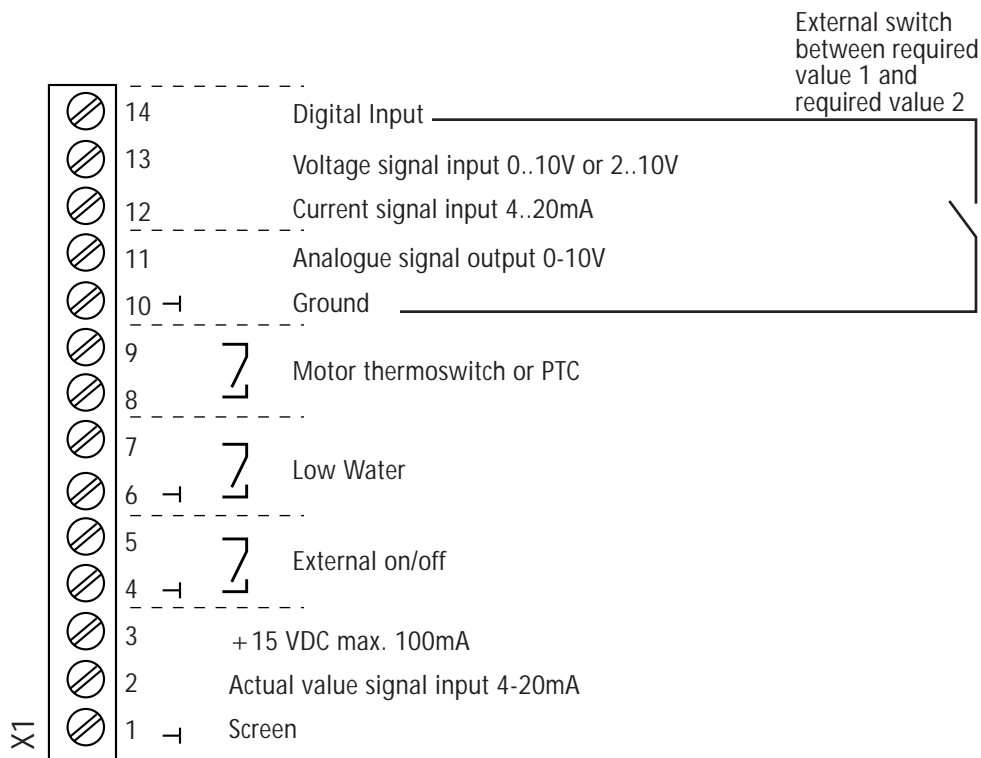 External switch
between required
value 1 and
required value 2
14 Digital Input
13 Voltage signal input 0..10V or 2..10V
12 Current signal input 4..20mA
11 Analogue signal output 0-10V
10 Ground
9
Motor thermoswitch or PTC
8
7
Low Water
6
5
External on/off
4
3 +15 VDC max. 100mA
2 Actual value signal input 4-20mA
1 Screen
X1